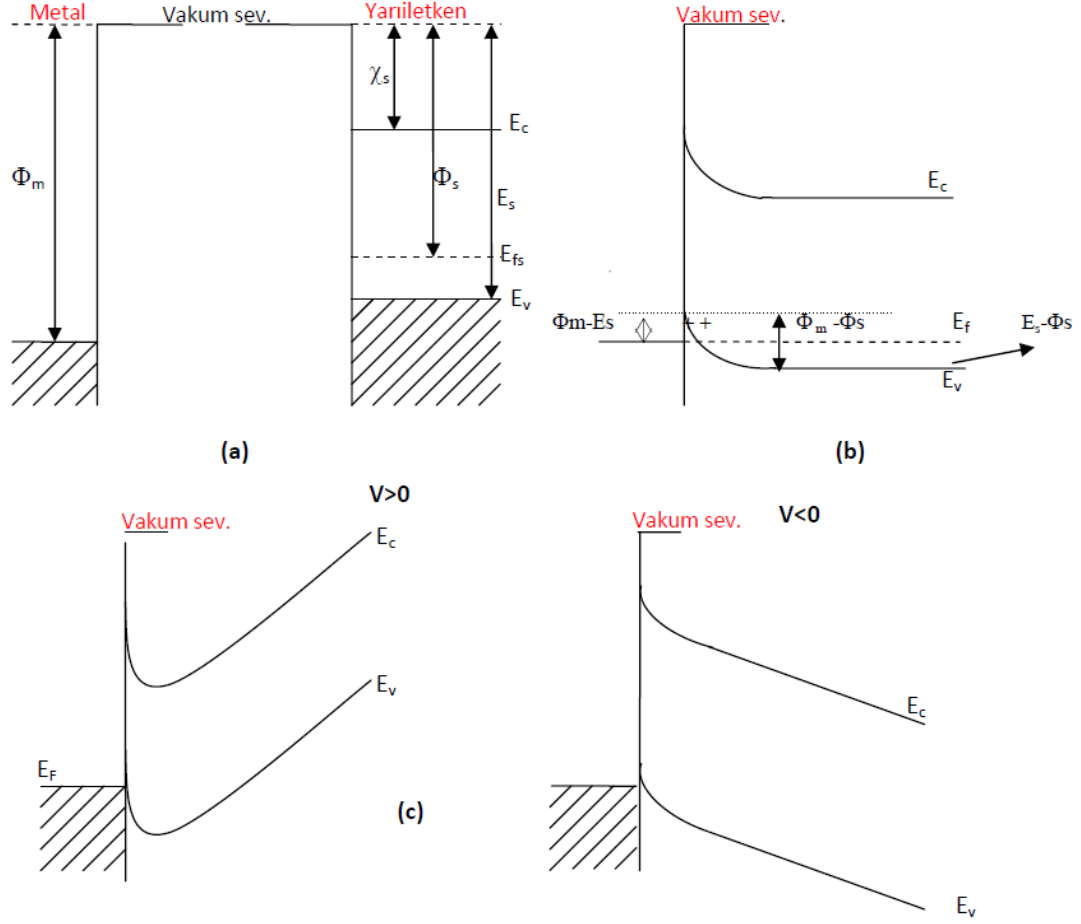 Metal
Vakum sev.
Yarıiletken
Φm
χs
Ec
Φs
Es
Efs
Ev
(a)
Vakum sev.
Ec
Φm-Es
++
Φm -Φs
Ef
Es-Φs
Ev
(b)
V>0
Vakum sev.
Ec
Ev
EF
(c)
V<0
Vakum sev.
Ec
Ev